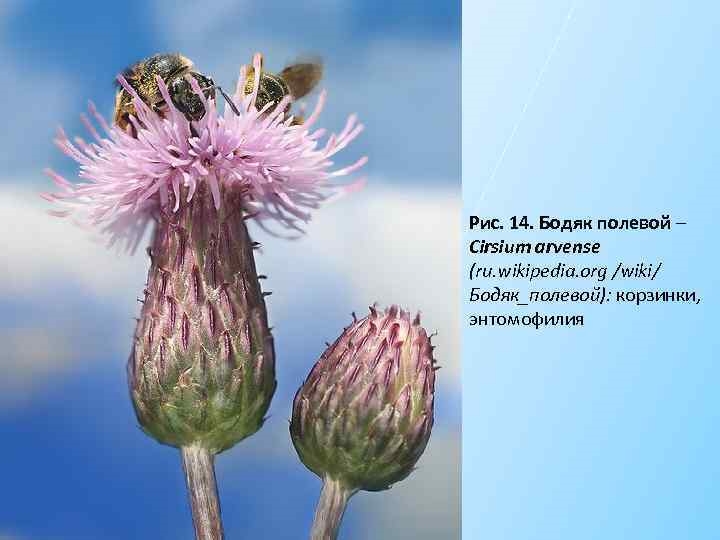 Рис. 14. Бодяк полевой –
Cirsium arvense
(ru. wikipedia. org /wiki/
Бодяк_полевой): корзинки,
энтомофилия